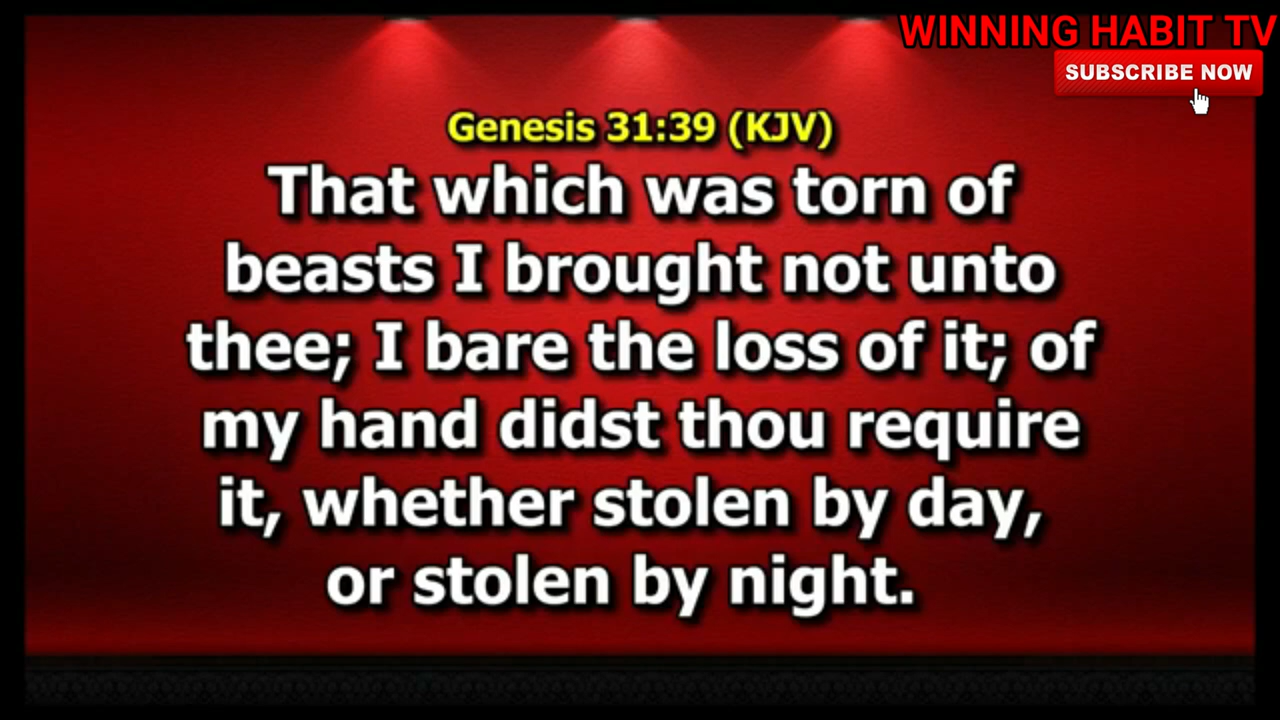 WINNING HABIT TV
SUBSCRIBE NOW
Genesis 31:39 (KJV)
That which was torn of
beasts I brought not unto
thee; I bare the loss of it; of
my hand didst thou require
it, whether stolen by day,
or stolen by night.